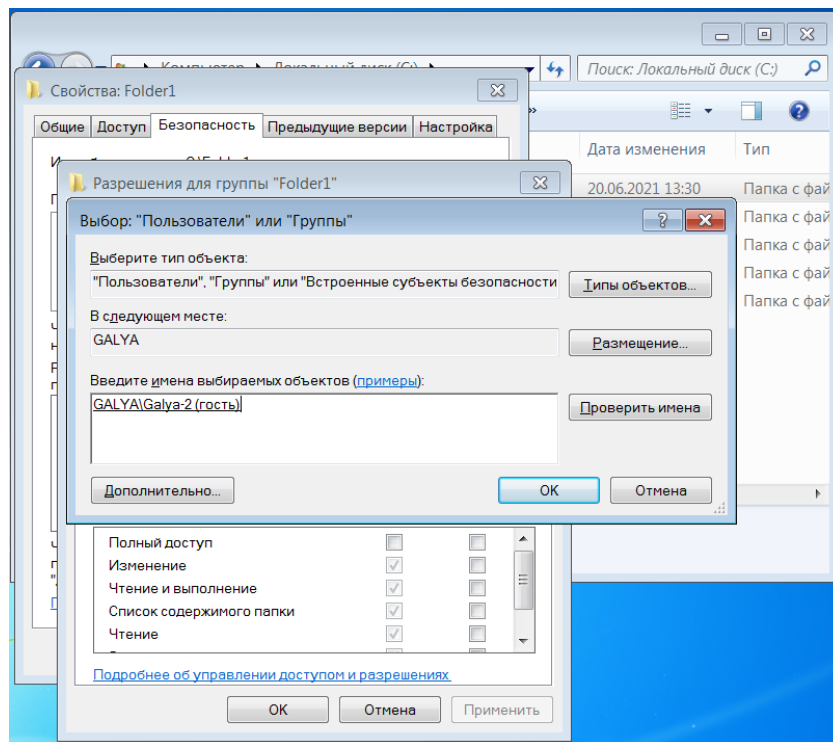 Компьютер Локальный диск (C:)
Поиск: Локальный диск (C:)
Свойства: Folder1
Общие Доступ Безопасность Предыдущие версии Настройка
»
Дата изменения Тип
Разрешения для группы "Folder1"
20.06.2021 13:30 Папка с фай
Выбор: "Пользователи" или "Группы"
Папка с фай
Выберите тип объекта:
Папка с фай
"Пользователи", "Группы" или "Встроенные субъекты безопасности
Типы объектов...
Папка с фай
Папка с фай
В следующем месте:
GALYA
Размещение...
Введите имена выбираемых объектов (примеры):
GALYA\Galya-2 (гость)
Проверить имена
Дополнительно...
ОК
Отмена
Полный доступ
Изменение
Чтение и выполнение
Список содержимого папки
Чтение
Подробнее об управлении доступом и разрешениях
ОК
Отмена
Применить